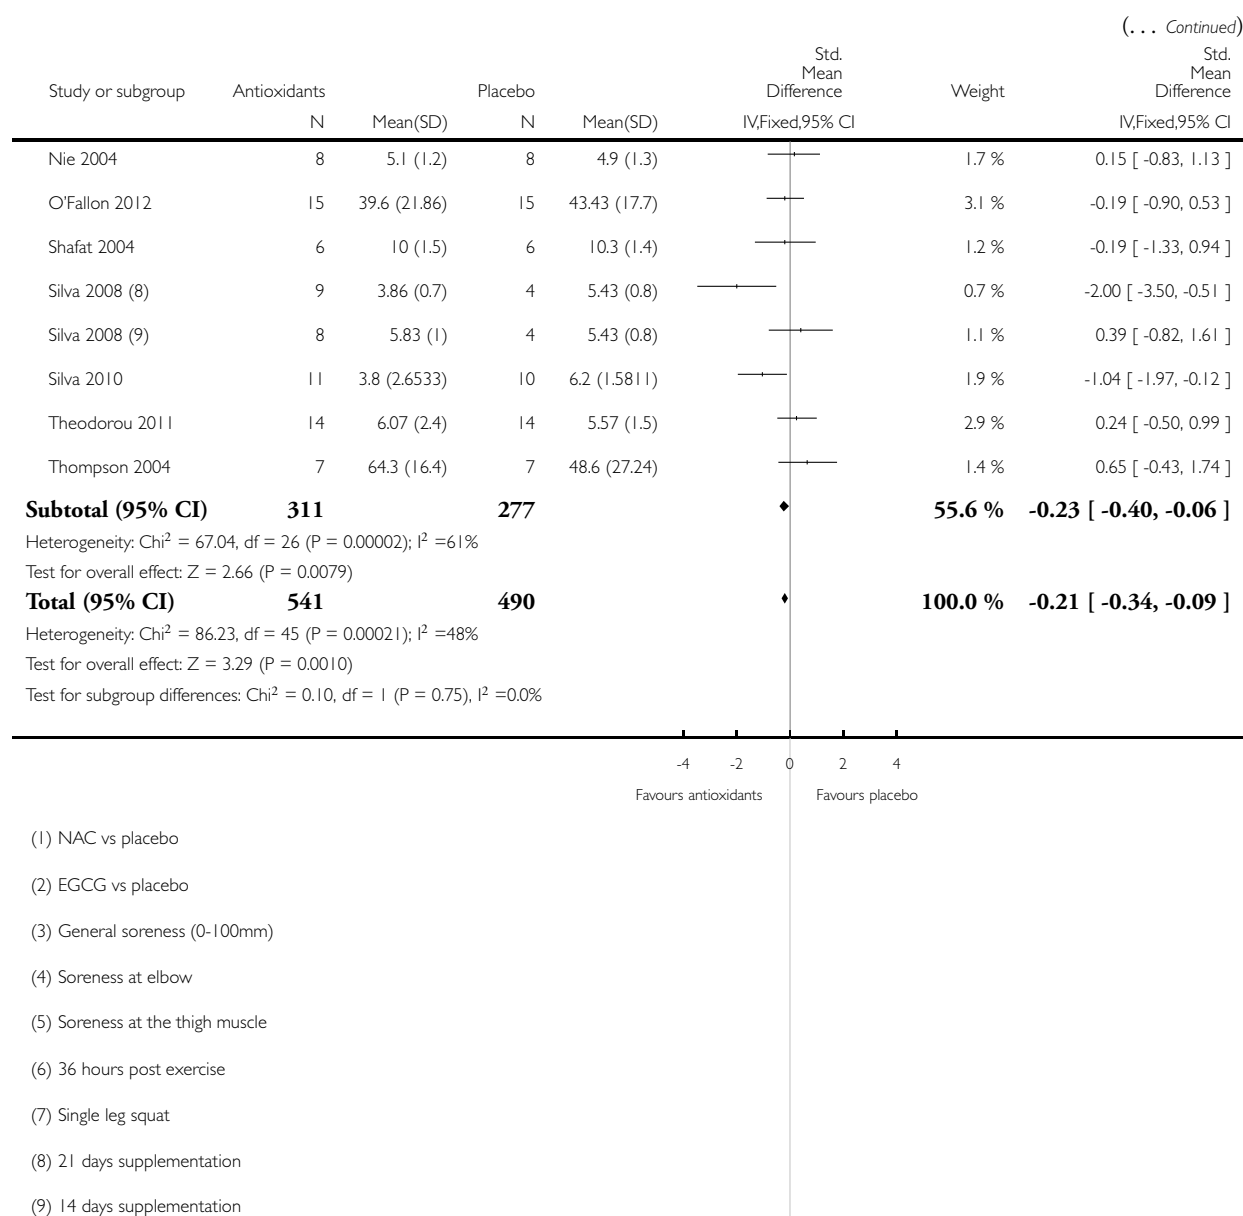 (... Continued)
Study or subgroup Antioxidants Placebo Std. Mean Difference Weight Std. Mean Difference
N Mean(SD) N Mean(SD) IV,Fixed,95% CI IV,Fixed,95% CI
Nie 2004 8 5.1 (1.2) 8 4.9 (1.3) 1.7 % 0.15 [ -0.83, 1.13 ]
O'Fallon 2012 15 39.6 (21.86) 15 43.43 (17.7) 3.1 % -0.19 [ -0.90, 0.53 ]
Shafat 2004 6 10 (1.5) 6 10.3 (1.4) 1.2 % -0.19 [ -1.33, 0.94 ]
Silva 2008 (8) 9 3.86 (0.7) 4 5.43 (0.8) 0.7 % -2.00 [ -3.50, -0.51 ]
Silva 2008 (9) 8 5.83 (1) 4 5.43 (0.8) 1.1 % 0.39 [ -0.82, 1.61 ]
Silva 2010 11 3.8 (2.6533) 10 6.2 (1.5811) 1.9 % -1.04 [ -1.97, -0.12 ]
Theodorou 2011 14 6.07 (2.4) 14 5.57 (1.5) 2.9 % 0.24 [ -0.50, 0.99 ]
Thompson 2004 7 64.3 (16.4) 7 48.6 (27.24) 1.4 % 0.65 [ -0.43, 1.74 ]
Subtotal (95% CI) 311 277 55.6 % -0.23 [ -0.40, -0.06 ]
Heterogeneity: Chi² = 67.04, df = 26 (P = 0.00002); I² =61%
Test for overall effect: Z = 2.66 (P = 0.0079)
Total (95% CI) 541 490 100.0 % -0.21 [ -0.34, -0.09 ]
Heterogeneity: Chi² = 86.23, df = 45 (P = 0.00021); I² =48%
Test for overall effect: Z = 3.29 (P = 0.0010)
Test for subgroup differences: Chi² = 0.10, df = 1 (P = 0.75), I² =0.0%
-4 -2 0 2 4
Favours antioxidants Favours placebo
(1) NAC vs placebo
(2) EGCG vs placebo
(3) General soreness (0-100mm)
(4) Soreness at elbow
(5) Soreness at the thigh muscle
(6) 36 hours post exercise
(7) Single leg squat
(8) 21 days supplementation
(9) 14 days supplementation